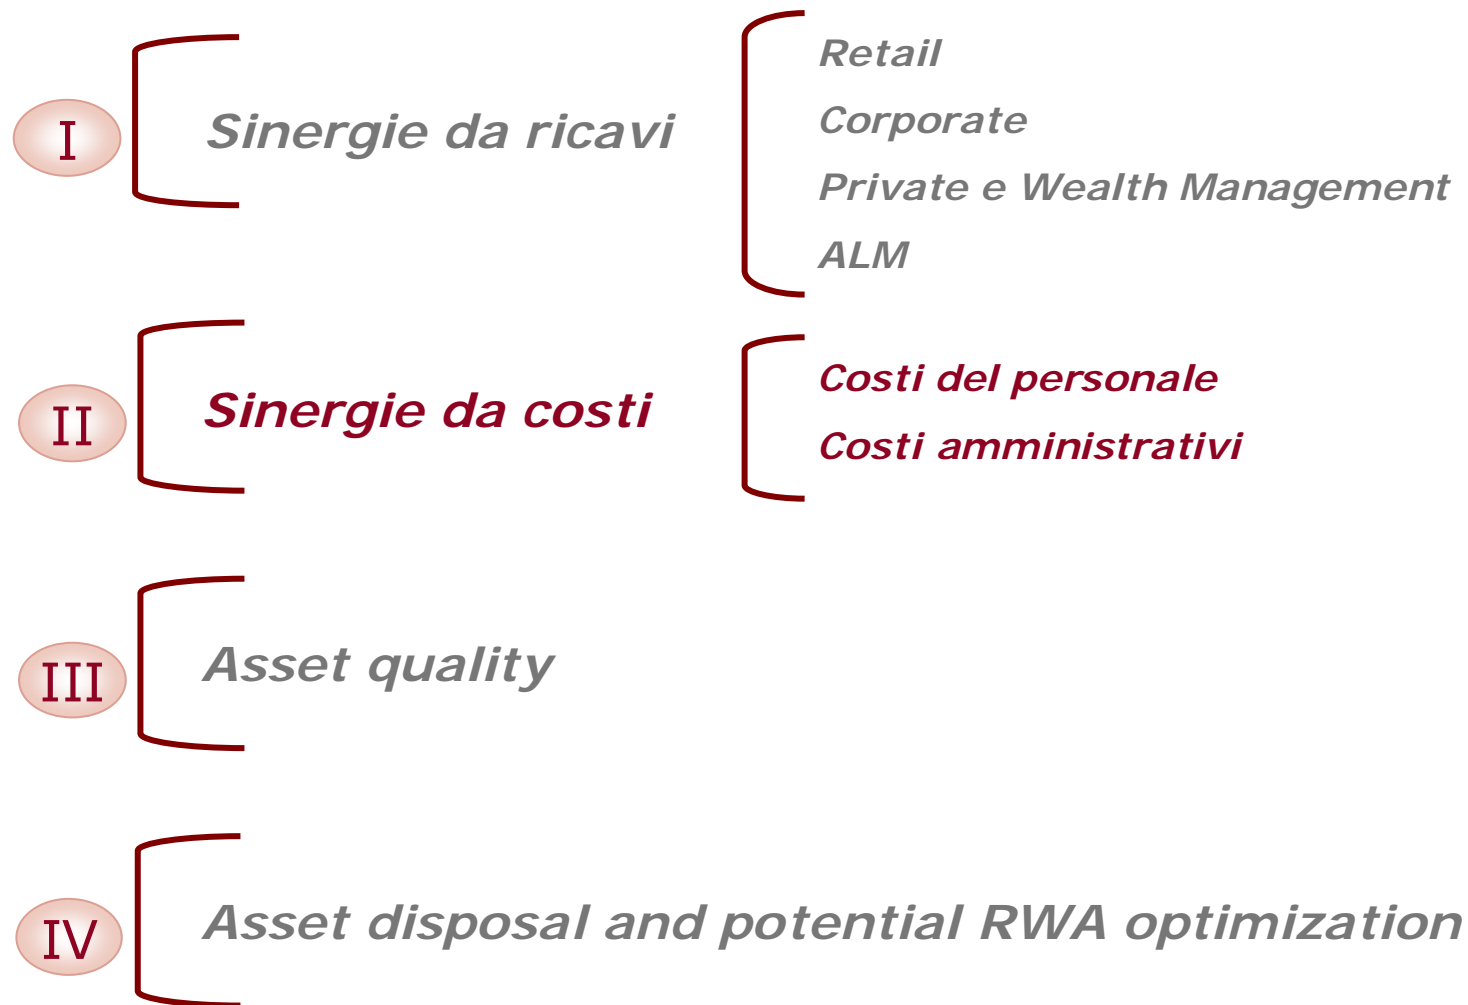 I
Sinergie da ricavi
Retail
Corporate
Private e Wealth Management
ALM
II
Sinergie da costi
Costi del personale
Costi amministrativi
III
Asset quality
IV
Asset disposal and potential RWA optimization